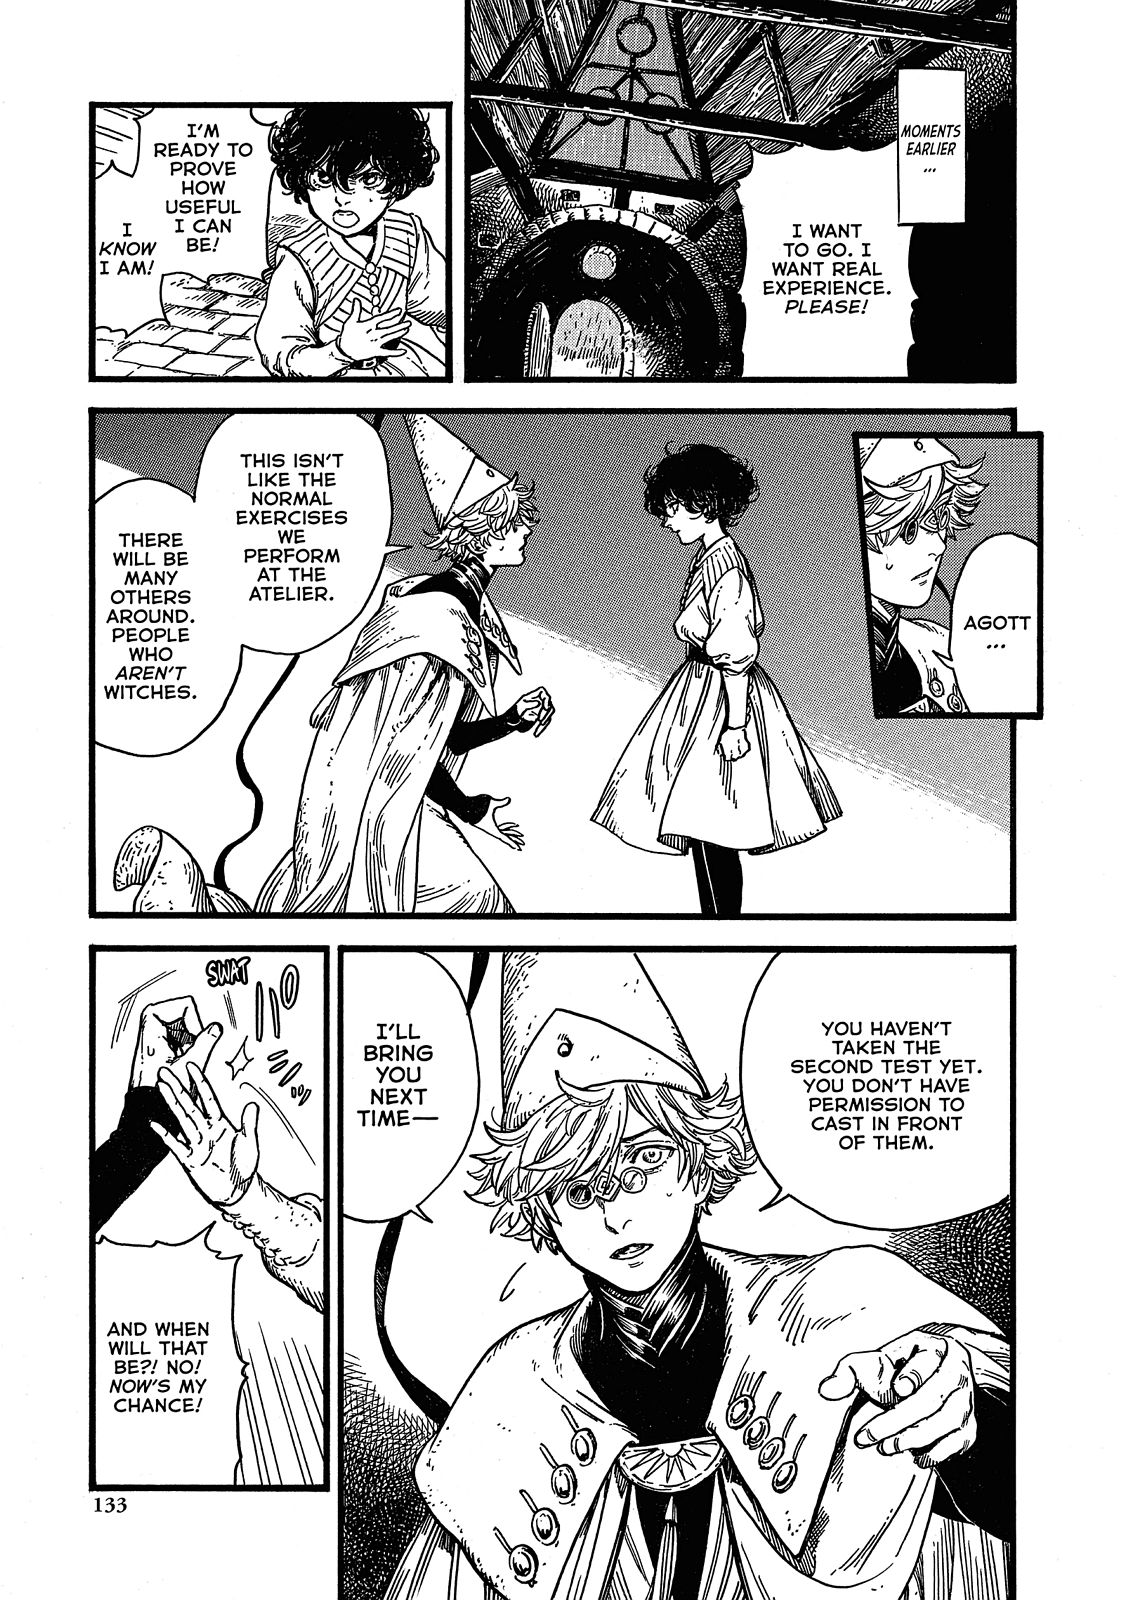 MOMENTS
EARLIER
...
I WANT
TO GO. I
WANT REAL
EXPERIENCE.
PLEASE!
I'M
READY TO
PROVE
HOW
USEFUL
I CAN
BE!
I
KNOW
I AM!
AGOTT
...
THIS ISN'T
LIKE THE
NORMAL
EXERCISES
WE
PERFORM
AT THE
ATELIER.
THERE
WILL BE
MANY
OTHERS
AROUND.
PEOPLE
WHO
AREN'T
WITCHES.
YOU HAVEN'T
TAKEN THE
SECOND TEST YET.
YOU DON'T HAVE
PERMISSION TO
CAST IN FRONT
OF THEM.
I'LL
BRING
YOU
NEXT
TIME—
SWAT
AND WHEN
WILL THAT
BE?! NO!
NOW'S MY
CHANCE!
133